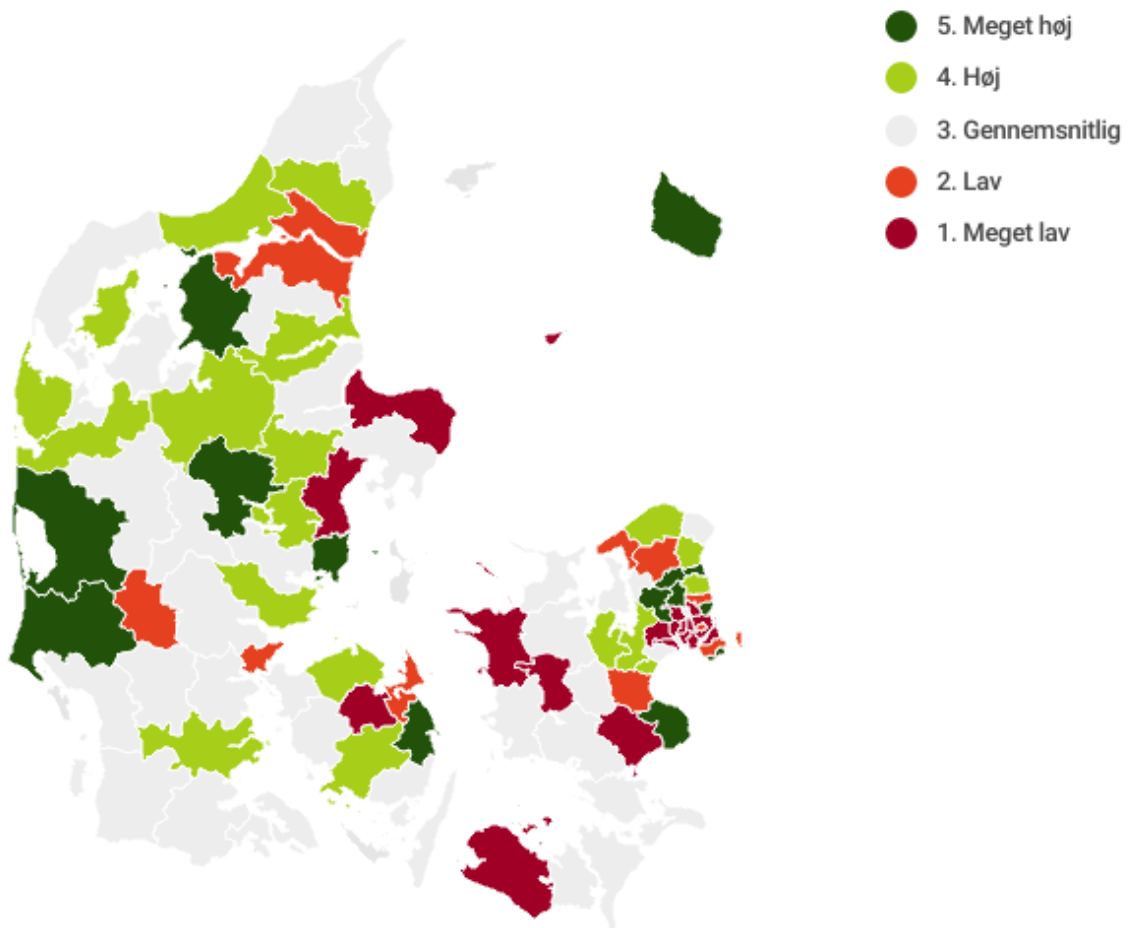 5. Meget høj
4. Høj
3. Gennemsnitlig
2. Lav
1. Meget lav